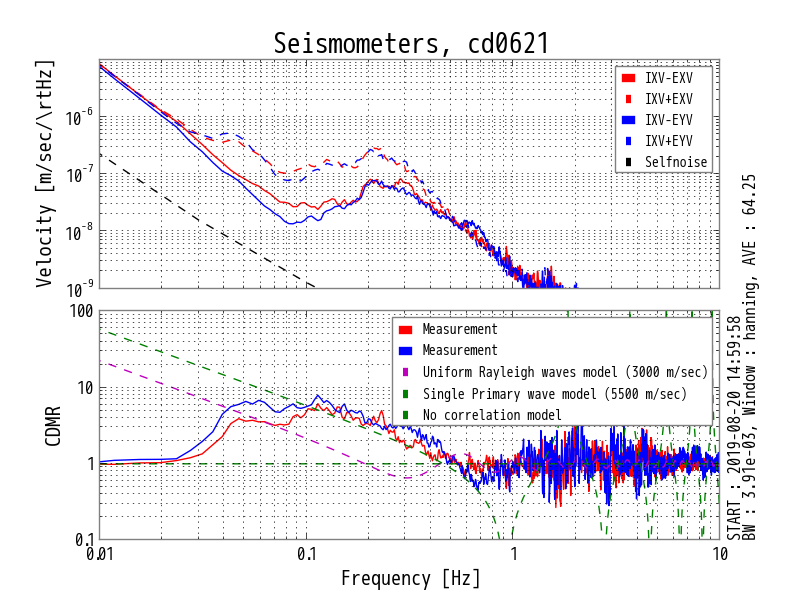 Seismometers, cd0621
Velocity [m/sec/\rtHz]
10^-6
10^-7
10^-8
10^-9
IXV-EXV
IXV+EXV
IXV-EYV
IXV+EYV
Selfnoise
CDMR
100
10
1
0.1
Measurement
Measurement
Uniform Rayleigh waves model (3000 m/sec)
Single Primary wave model (5500 m/sec)
No correlation model
0.01
0.1
1
10
Frequency [Hz]
START : 2019-08-20 14:59:58
BW : 3.91e-03, Window : hanning, AVE : 64.25